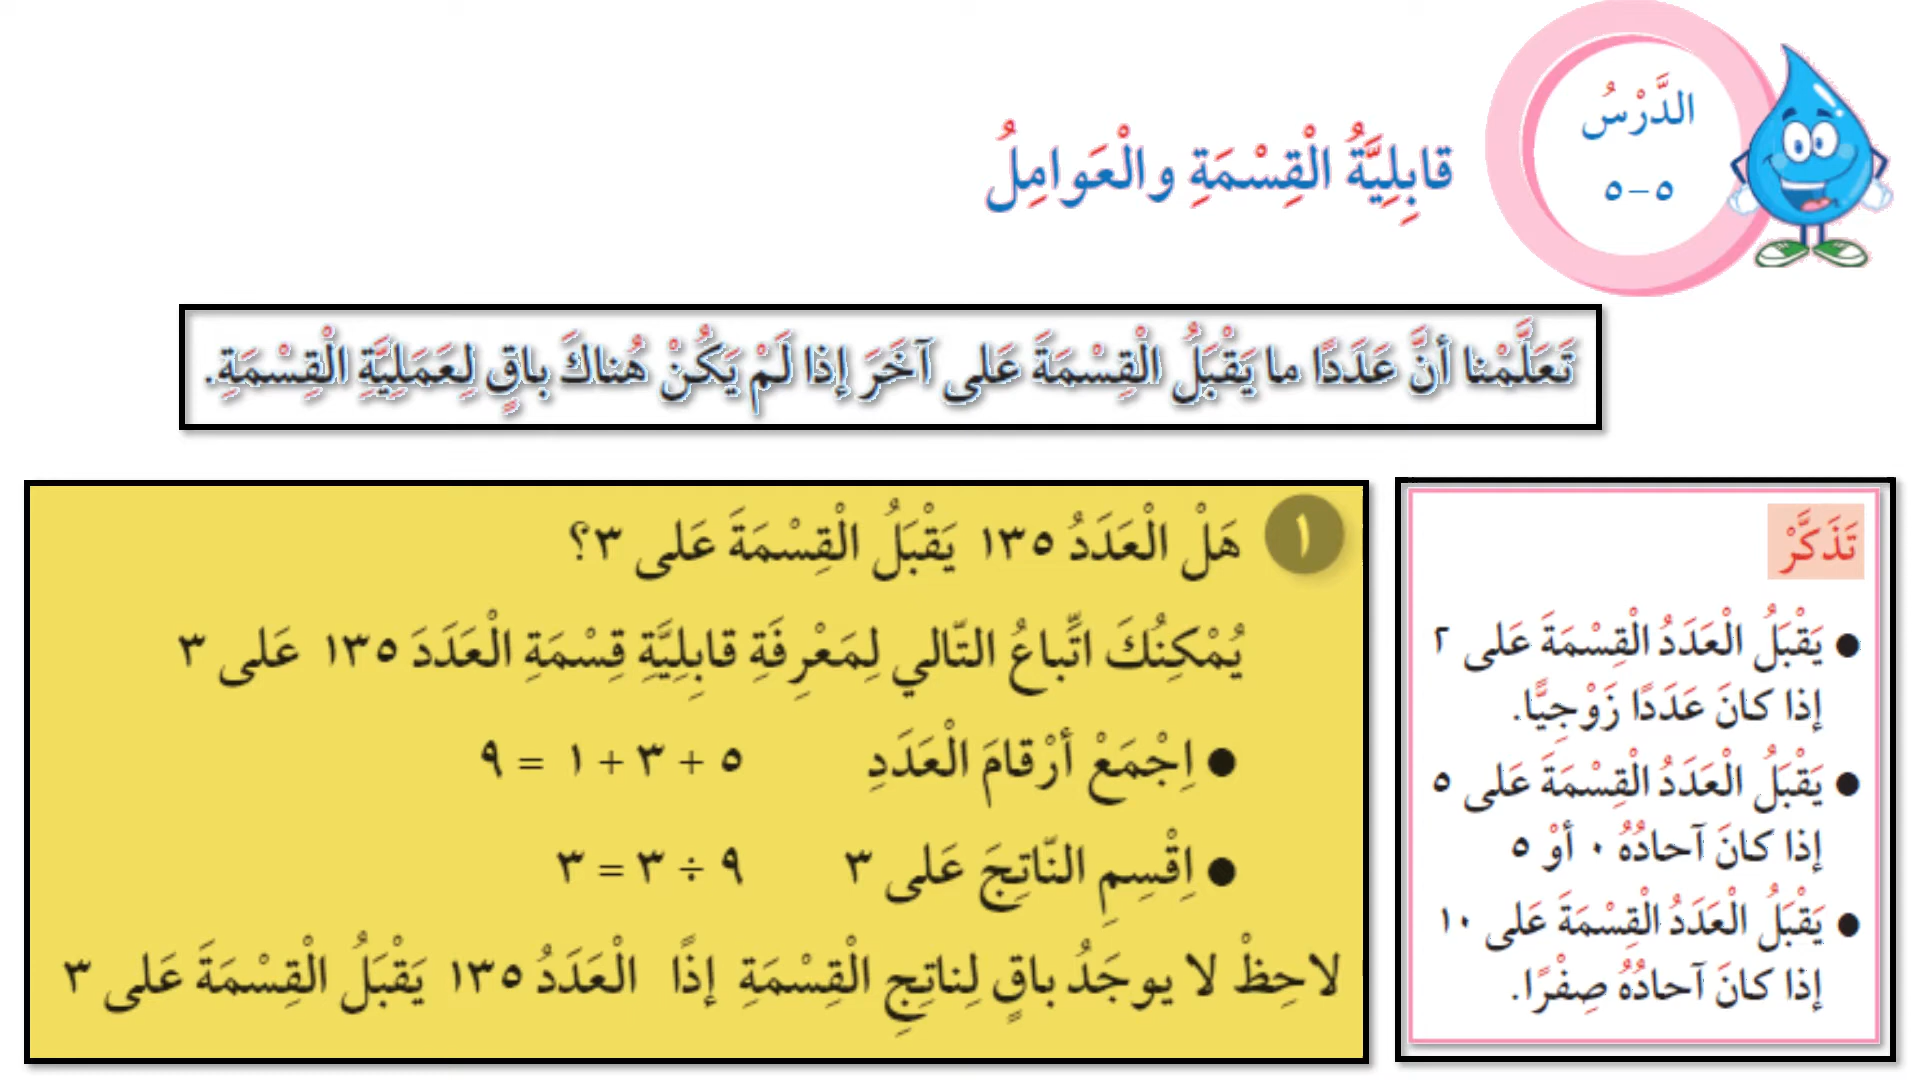 الدَّرْسُ
٥-٥
قابِلِيَّةُ الْقِسْمَةِ والْعَوامِلُ
تَعَلَّمْنا أنَّ عَدَدًا ما يَقْبَلُ الْقِسْمَةَ عَلى آخَرَ إذا لَمْ يَكُنْ هُناكَ باقٍ لِعَمَلِيَّةِ الْقِسْمَةِ.
تَذَكَّرْ
● يَقْبَلُ الْعَدَدُ الْقِسْمَةَ عَلى ٢
إذا كانَ عَدَدًا زَوْجِيًّا.
● يَقْبَلُ الْعَدَدُ الْقِسْمَةَ عَلى ٥
إذا كانَ آحادُهُ ٠ أوْ ٥
● يَقْبَلُ الْعَدَدُ الْقِسْمَةَ عَلى ١٠
إذا كانَ آحادُهُ صِفْرًا.
١ هَلْ الْعَدَدُ ١٣٥ يَقْبَلُ الْقِسْمَةَ عَلى ٣؟
يُمْكِنُكَ اتِّباعُ التّالي لِمَعْرِفَةِ قابِلِيَّةِ قِسْمَةِ الْعَدَدَ ١٣٥ عَلى ٣
● اِجْمَعْ أرْقامَ الْعَدَدِ ٥ + ٣ + ١ = ٩
● اِقْسِمِ النّاتِجَ عَلى ٣ ٩ ÷ ٣ = ٣
لاحِظْ لا يوجَدُ باقٍ لِناتِجِ الْقِسْمَةِ إذًا الْعَدَدُ ١٣٥ يَقْبَلُ الْقِسْمَةَ عَلى ٣